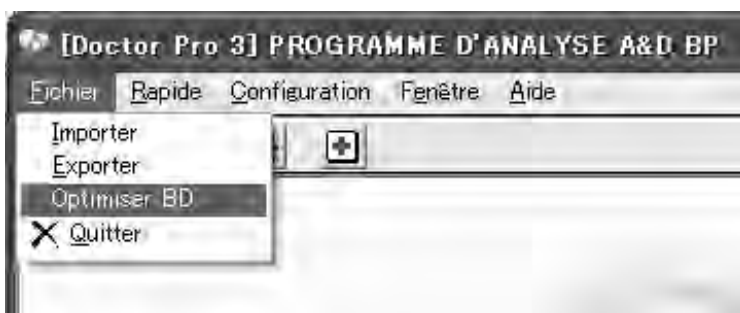 [Doctor Pro 3] PROGRAMME D'ANALYSE A&D BP
Fichier Rapide Configuration Fenêtre Aide
Importer
Exporter
Optimiser BD
Quitter